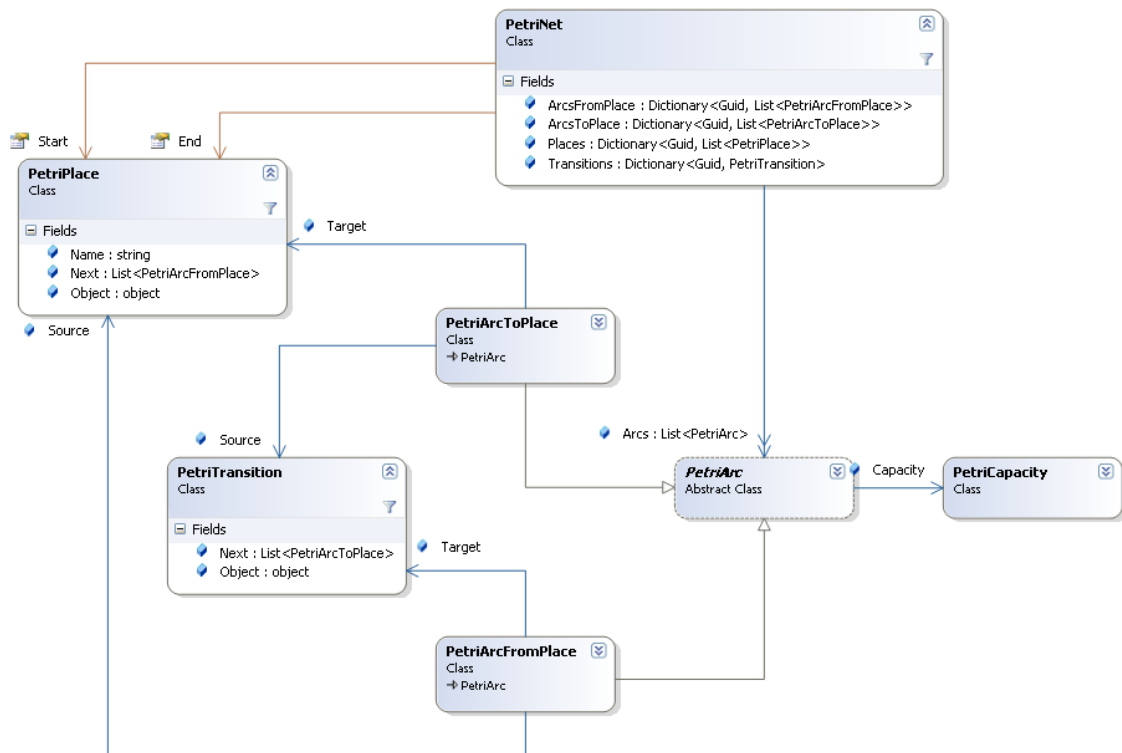 PetriNet
Class
Fields
ArcsFromPlace : Dictionary<Guid, List<PetriArcFromPlace>>
ArcsToPlace : Dictionary<Guid, List<PetriArcToPlace>>
Places : Dictionary<Guid, List<PetriPlace>>
Transitions : Dictionary<Guid, PetriTransition>
Start
End
PetriPlace
Class
Fields
Name : string
Next : List<PetriArcFromPlace>
Object : object
Target
Source
PetriArcToPlace
Class
PetriArc
Source
Arcs : List<PetriArc>
PetriTransition
Class
Fields
Next : List<PetriArcToPlace>
Object : object
PetriArc
Abstract Class
Capacity
PetriCapacity
Class
Target
PetriArcFromPlace
Class
PetriArc